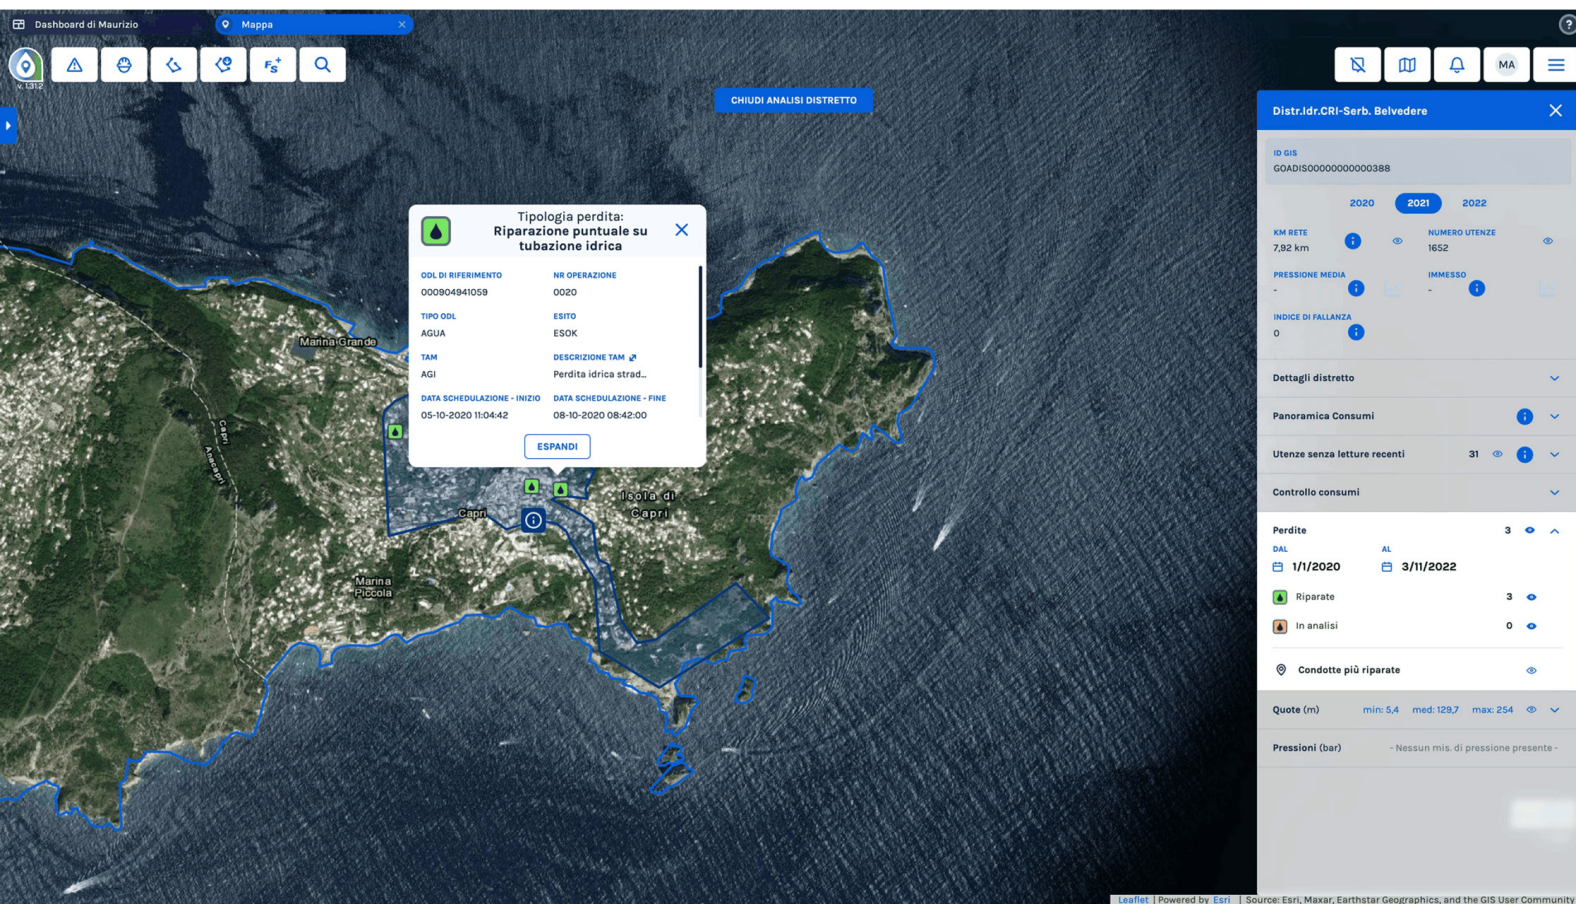 Dashboard di Maurizio
Mappa
v. 1.31.2
FS+
MA
CHIUDI ANALISI DISTRETTO
Tipologia perdita:
Riparazione puntuale su
tubazione idrica
ODL DI RIFERIMENTO NR OPERAZIONE
000904941059 0020
TIPO ODL ESITO
AGUA ESOK
TAM DESCRIZIONE TAM
AGI Perdita idrica strad...
DATA SCHEDULAZIONE - INIZIO DATA SCHEDULAZIONE - FINE
05-10-2020 11:04:42 08-10-2020 08:42:00
ESPANDI
Marina Grande
Capri
Anacapri
Isola di
Capri
Capri
Marina
Piccola
Distr.Idr.CRI-Serb. Belvedere
ID GIS
GOADIS00000000000388
2020 2021 2022
KM RETE NUMERO UTENZE
7,92 km 1652
PRESSIONE MEDIA IMMESSO
- -
INDICE DI FALLANZA
0
Dettagli distretto
Panoramica Consumi
Utenze senza letture recenti 31
Controllo consumi
Perdite 3
DAL AL
1/1/2020 3/11/2022
Riparate 3
In analisi 0
Condotte più riparate
Quote (m) min: 5,4 med: 129,7 max: 254
Pressioni (bar) - Nessun mis. di pressione presente -
Leaflet | Powered by Esri | Source: Esri, Maxar, Earthstar Geographics, and the GIS User Community